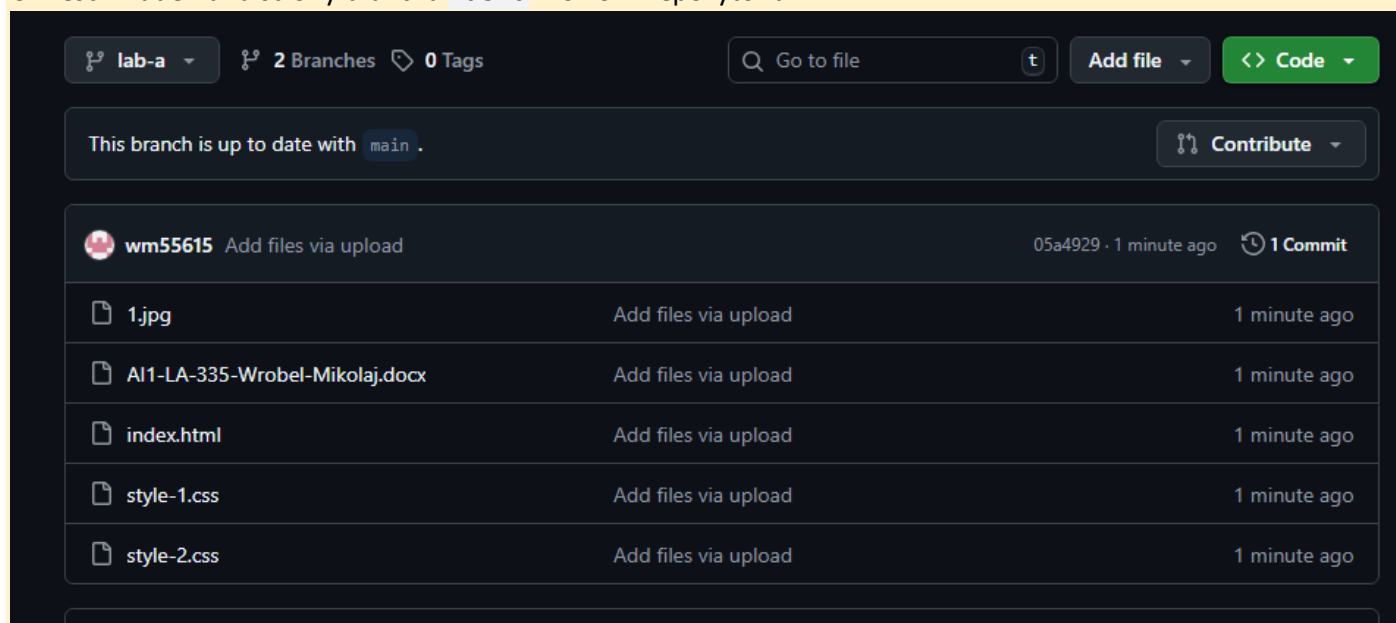 lab-a 2 Branches 0 Tags Go to file t Add file Code
This branch is up to date with main . Contribute
wm55615 Add files via upload 05a4929 · 1 minute ago 1 Commit
1.jpg Add files via upload 1 minute ago
AI1-LA-335-Wrobel-Mikolaj.docx Add files via upload 1 minute ago
index.html Add files via upload 1 minute ago
style-1.css Add files via upload 1 minute ago
style-2.css Add files via upload 1 minute ago